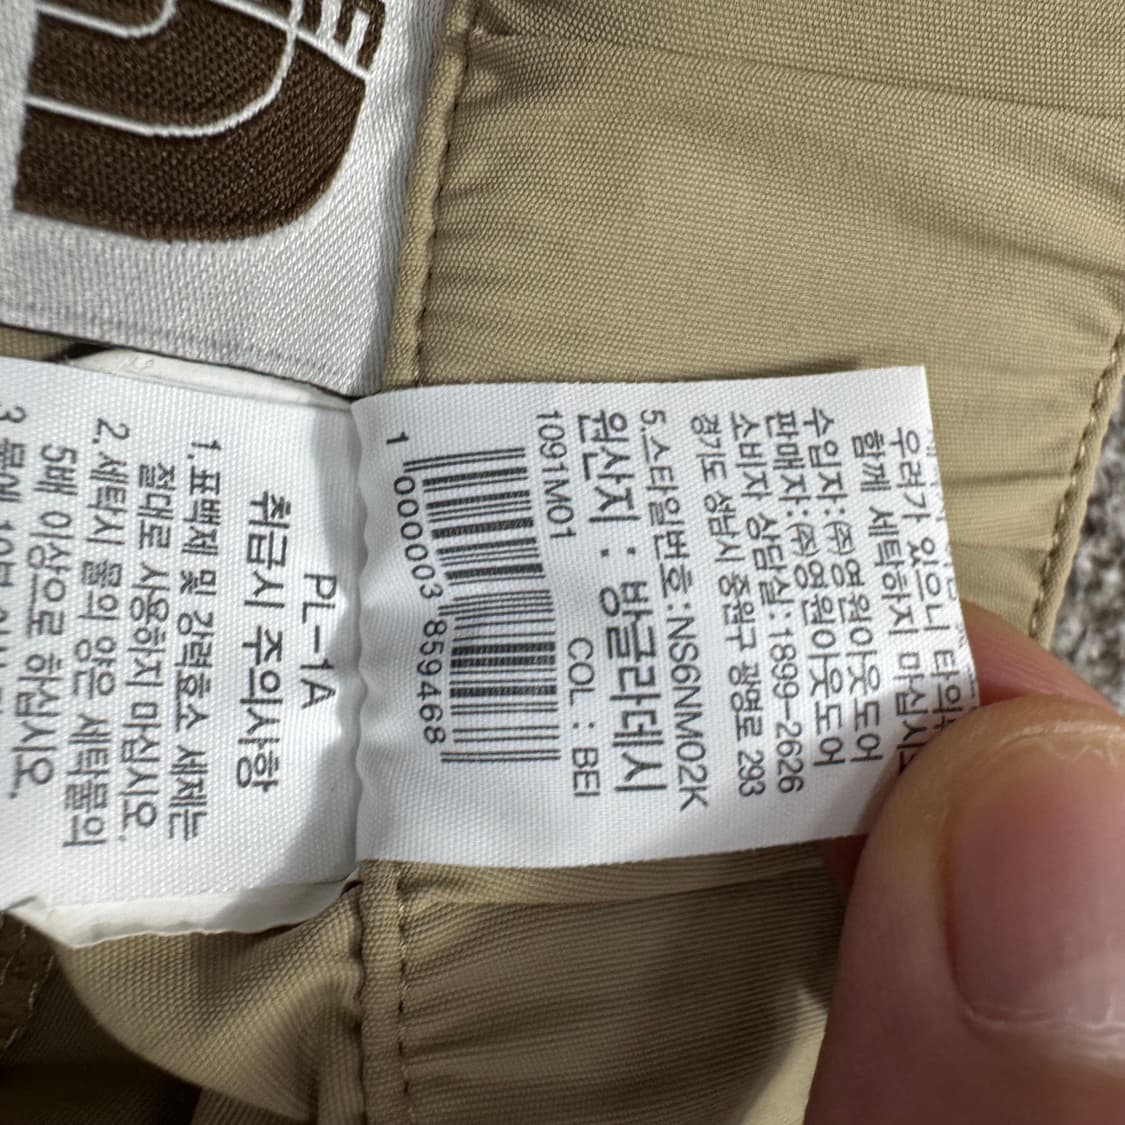 함께 세탁하지 마십시오
수입자:(주)영원아웃도어
판매자:(주)영원아웃도어
소비자 상담실:1899-2626
경기도 성남시 중원구 광명로 293
5.스타일번호:NS6NM02K
원산지 : 방글라데시
1091M01 COL : BEI
1 000003 859468
PL-1A
취급시 주의사항
1.표백제 및 강력효소 세제는
절대로 사용하지 마십시오.
2.세탁시 물의 양은 세탁물의
5배 이상으로 하십시오.